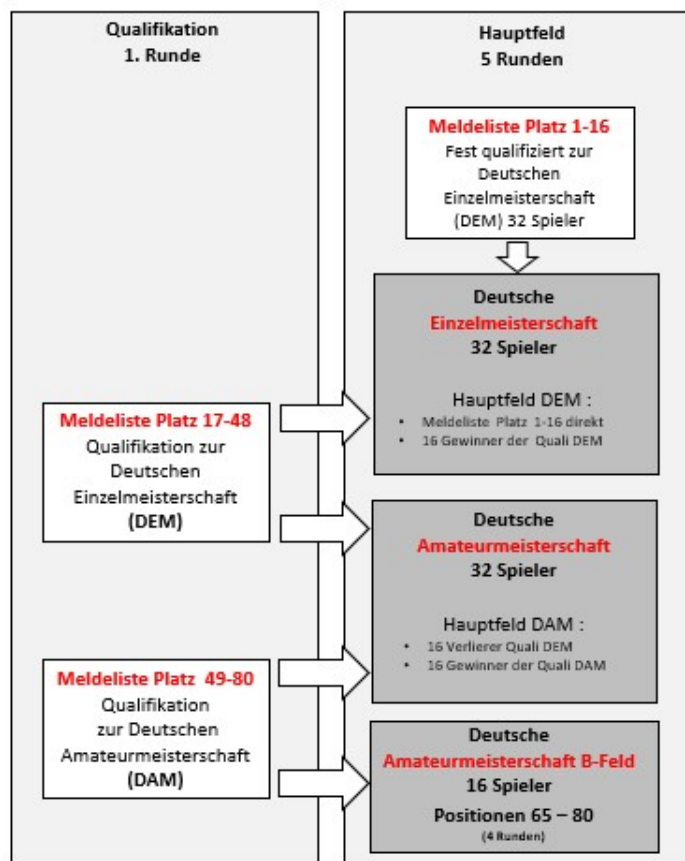 Qualifikation
1. Runde
Hauptfeld
5 Runden
Meldeliste Platz 1-16
Fest qualifiziert zur
Deutschen
Einzelmeisterschaft
(DEM) 32 Spieler
Deutsche
Einzelmeisterschaft
32 Spieler
Hauptfeld DEM :
• Meldeliste Platz 1-16 direkt
• 16 Gewinner der Quali DEM
Meldeliste Platz 17-48
Qualifikation zur
Deutschen
Einzelmeisterschaft
(DEM)
Deutsche
Amateurmeisterschaft
32 Spieler
Hauptfeld DAM :
• 16 Verlierer Quali DEM
• 16 Gewinner der Quali DAM
Meldeliste Platz 49-80
Qualifikation
zur Deutschen
Amateurmeisterschaft
(DAM)
Deutsche
Amateurmeisterschaft B-Feld
16 Spieler
Positionen 65 – 80
(4 Runden)